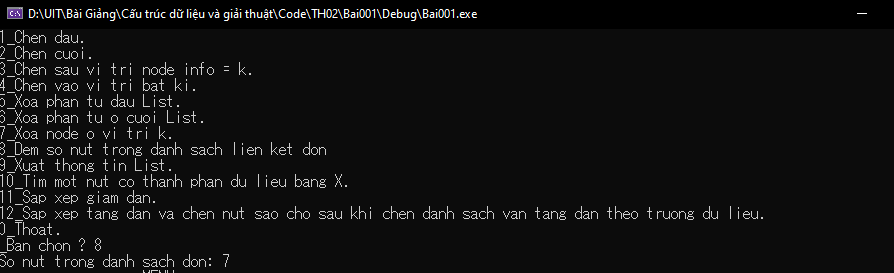 D:\UIT\Bài Giảng\Cấu trúc dữ liệu và giải thuật\Code\TH02\Bai001\Debug\Bai001.exe
1_Chen dau.
2_Chen cuoi.
3_Chen sau vi tri node info = k.
4_Chen vao vi tri bat ki.
5_Xoa phan tu dau List.
6_Xoa phan tu o cuoi List.
7_Xoa node o vi tri k.
8_Dem so nut trong danh sach lien ket don
9_Xuat thong tin List.
10_Tim mot nut co thanh phan du lieu bang X.
11_Sap xep giam dan.
12_Sap xep tang dan va chen nut sao cho sau khi chen danh sach van tang dan theo truong du lieu.
0_Thoat.
_Ban chon ? 8
So nut trong danh sach don: 7